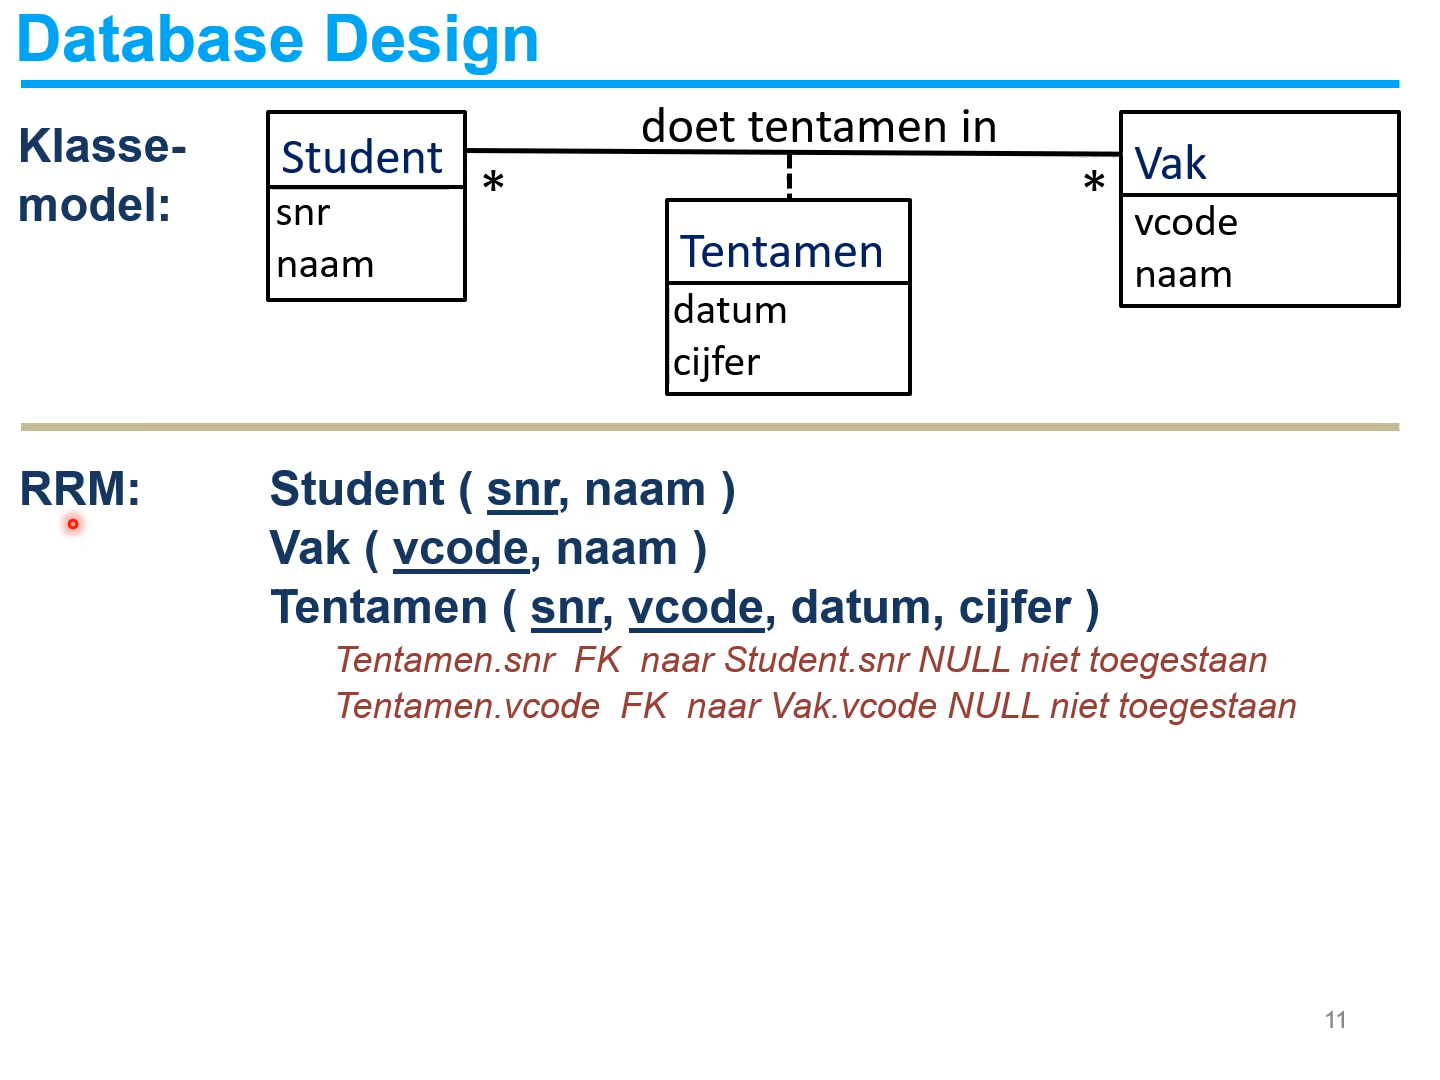 Database Design
Klasse-
model:
Student
snr
naam
*
doet tentamen in
*
Tentamen
datum
cijfer
Vak
vcode
naam
RRM:
Student ( snr, naam )
Vak ( vcode, naam )
Tentamen ( snr, vcode, datum, cijfer )
Tentamen.snr FK naar Student.snr NULL niet toegestaan
Tentamen.vcode FK naar Vak.vcode NULL niet toegestaan
11